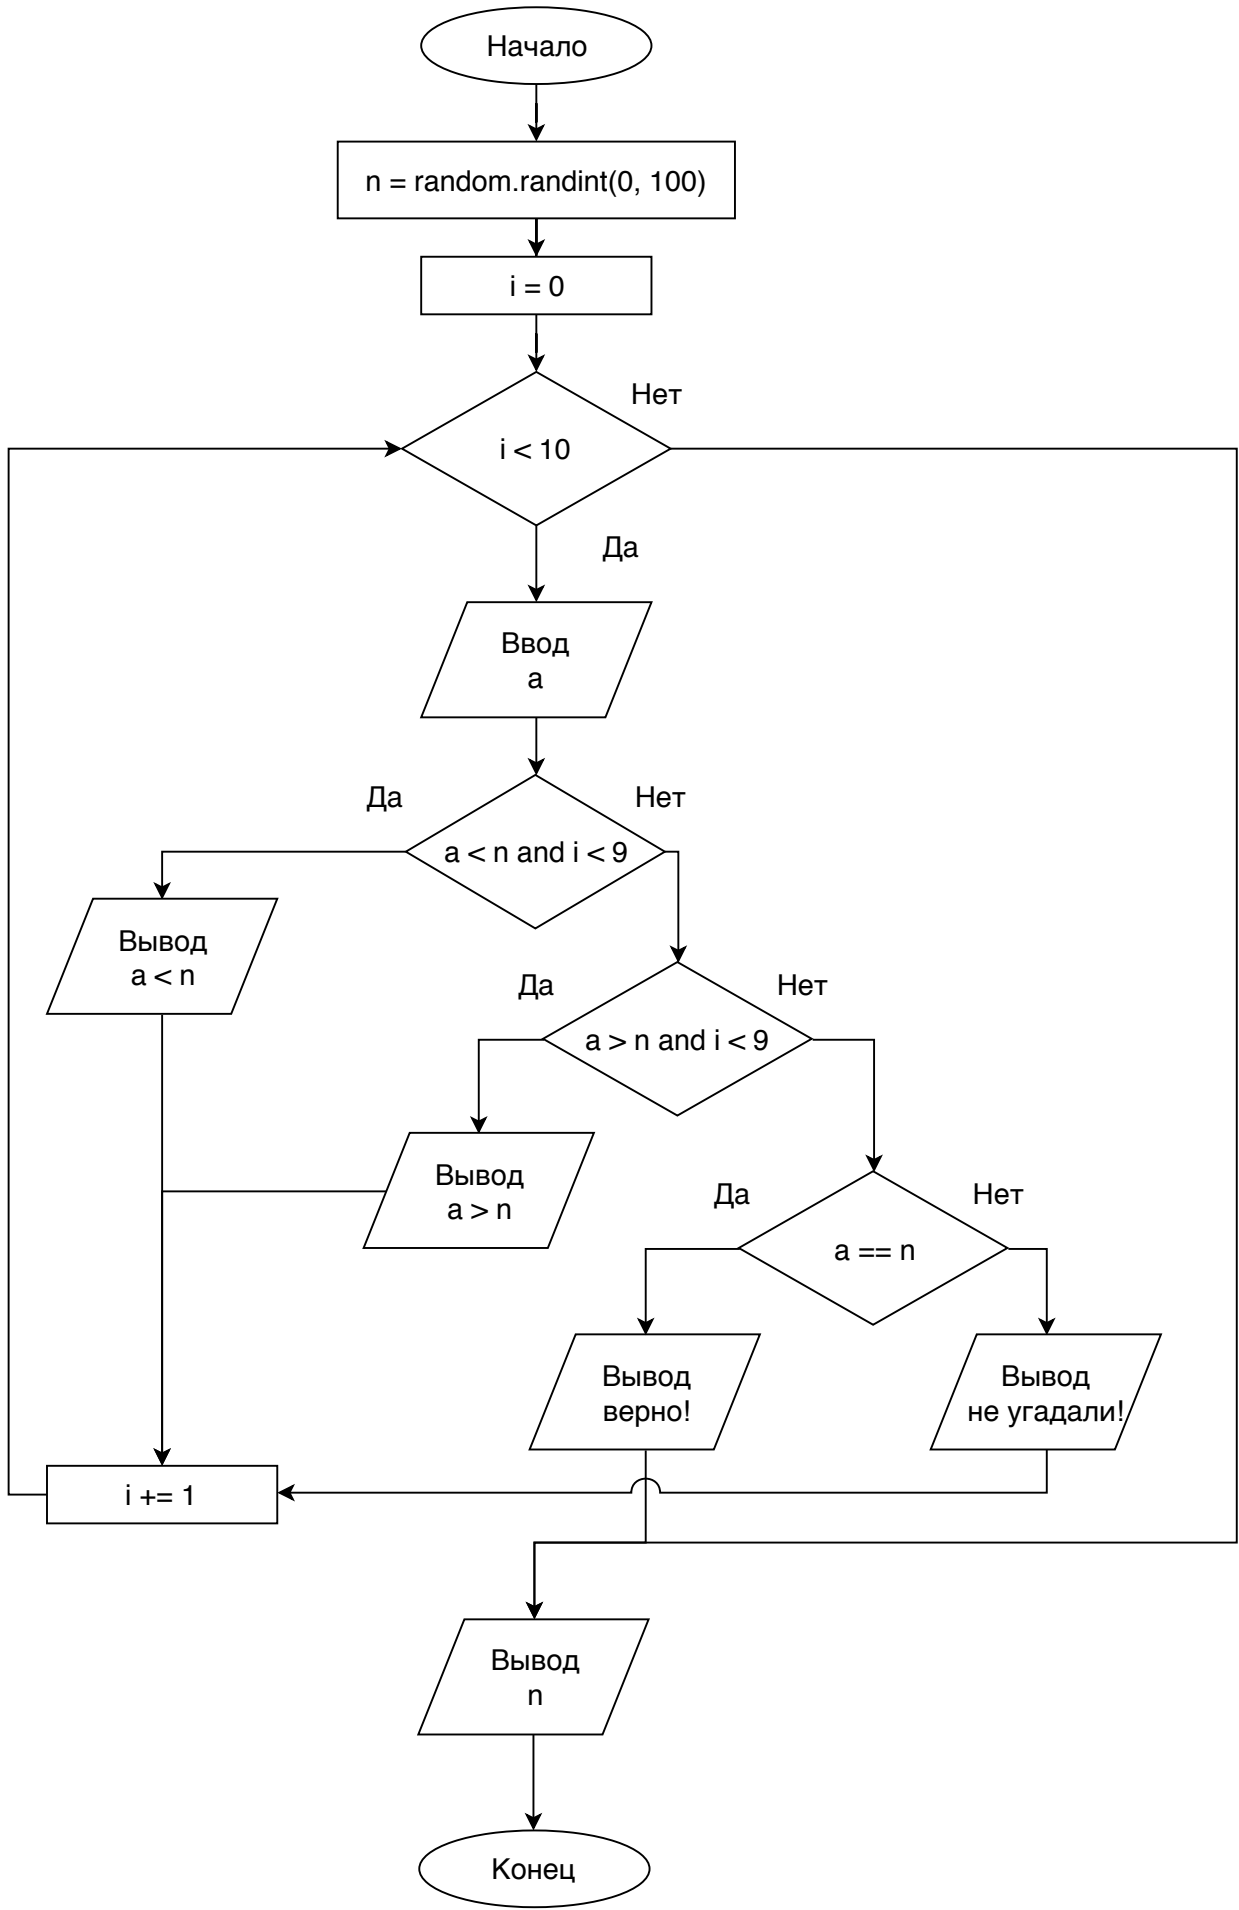 Начало
n = random.randint(0, 100)
i = 0
Нет
i < 10
Да
Ввод
a
Да
Нет
a < n and i < 9
Вывод
a < n
Да
Нет
a > n and i < 9
Вывод
a > n
Да
Нет
a == n
Вывод
верно!
Вывод
не угадали!
i += 1
Вывод
n
Конец